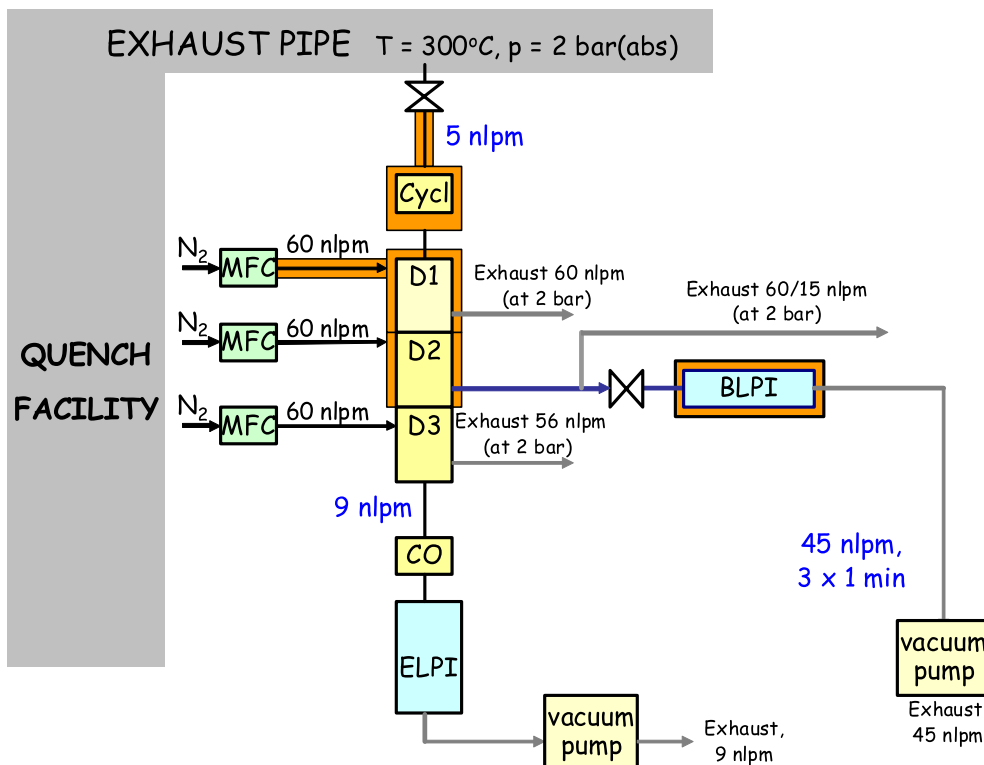 EXHAUST PIPE T = 300°C, p = 2 bar(abs)
5 nlpm
Cycl
N2
MFC
60 nlpm
D1
Exhaust 60 nlpm
(at 2 bar)
Exhaust 60/15 nlpm
(at 2 bar)
N2
MFC
60 nlpm
D2
QUENCH
FACILITY
BLPI
N2
MFC
60 nlpm
D3
Exhaust 56 nlpm
(at 2 bar)
9 nlpm
CO
45 nlpm,
3 x 1 min
ELPI
vacuum
pump
Exhaust
45 nlpm
vacuum
pump
Exhaust,
9 nlpm